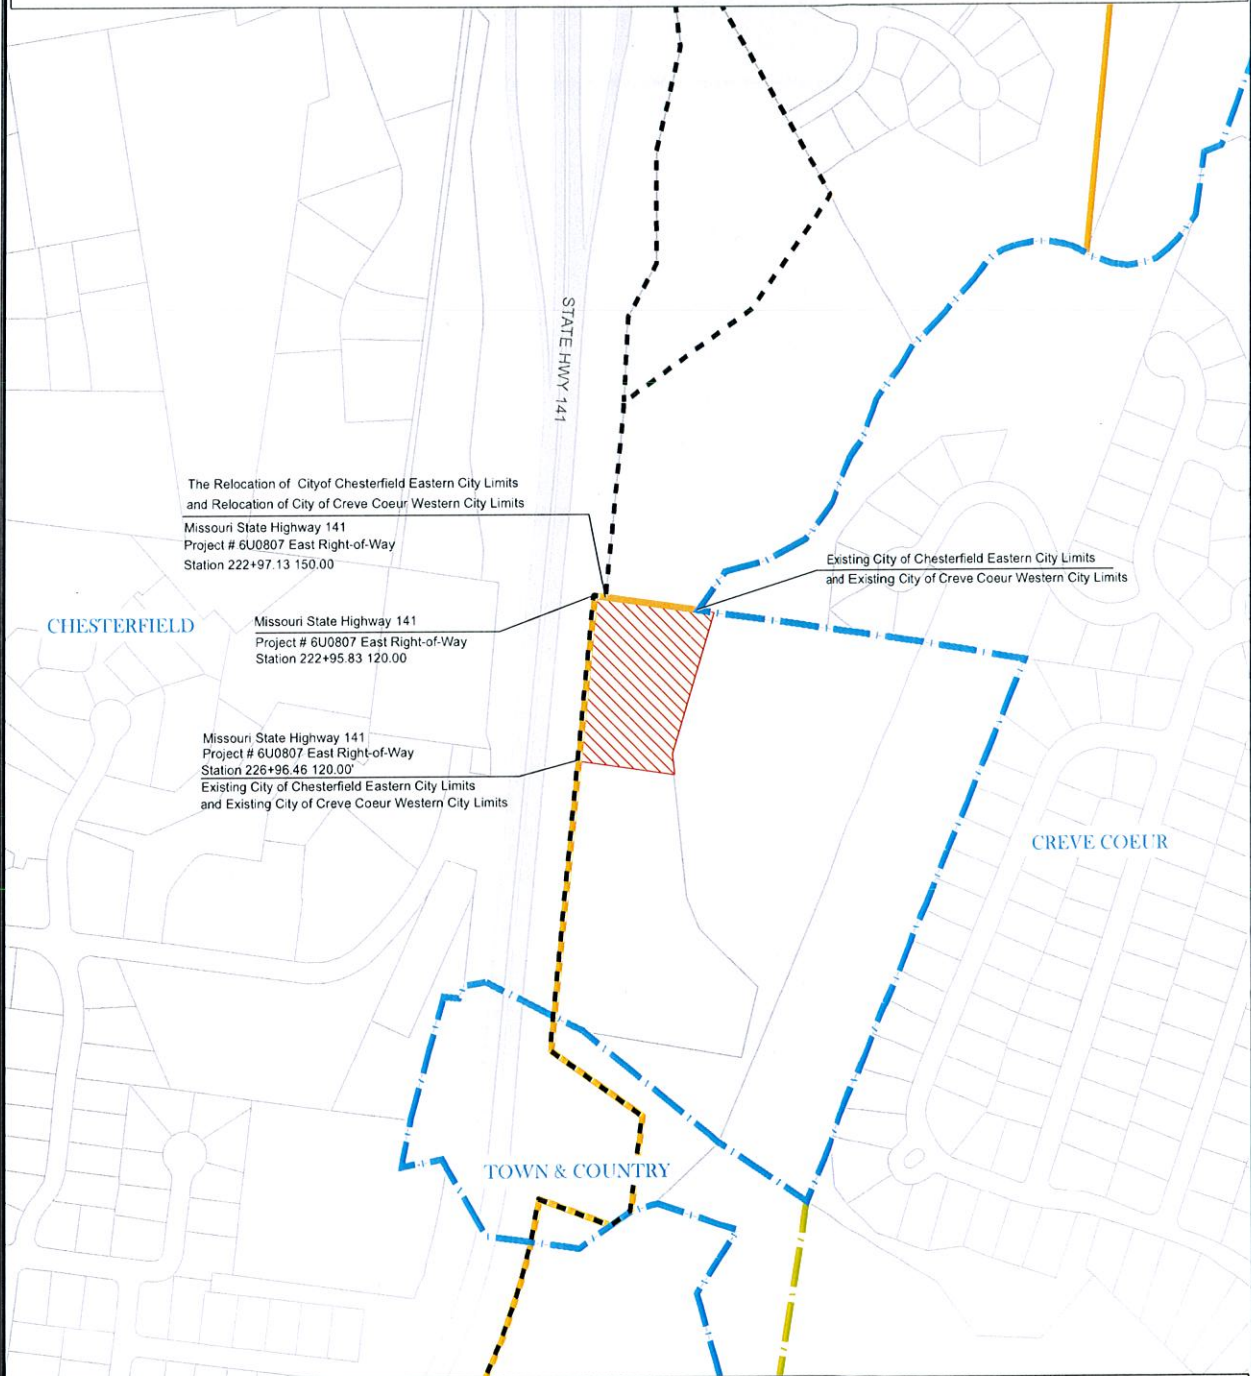 STATE HWY 141
The Relocation of Cityof Chesterfield Eastern City Limits
and Relocation of City of Creve Coeur Western City Limits
Missouri State Highway 141
Project # 6U0807 East Right-of-Way
Station 222+97.13 150.00
Existing City of Chesterfield Eastern City Limits
and Existing City of Creve Coeur Western City Limits
CHESTERFIELD
Missouri State Highway 141
Project # 6U0807 East Right-of-Way
Station 222+95.83 120.00
Missouri State Highway 141
Project # 6U0807 East Right-of-Way
Station 226+96.46 120.00'
Existing City of Chesterfield Eastern City Limits
and Existing City of Creve Coeur Western City Limits
CREVE COEUR
TOWN & COUNTRY